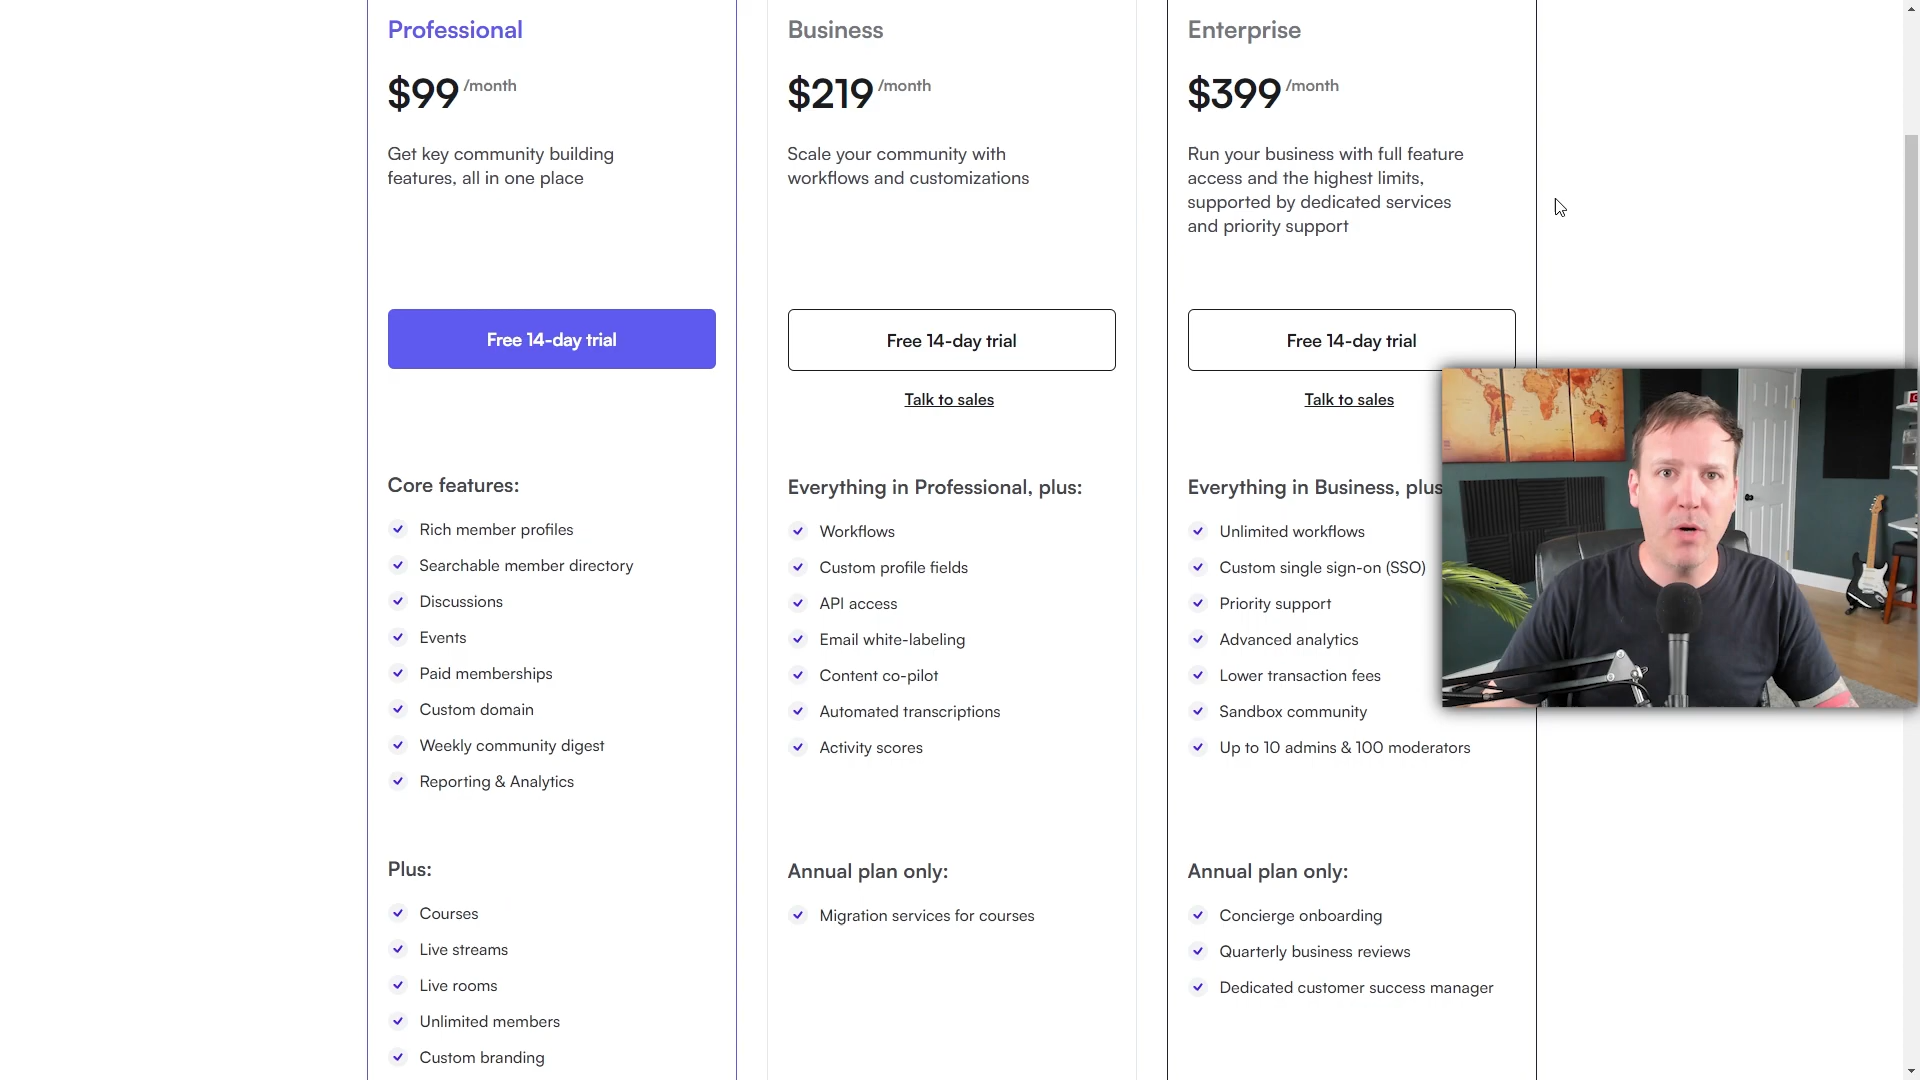 Professional
$99 /month
Get key community building
features, all in one place
Free 14-day trial
Core features:
Rich member profiles
Searchable member directory
Discussions
Events
Paid memberships
Custom domain
Weekly community digest
Reporting & Analytics
Plus:
Courses
Live streams
Live rooms
Unlimited members
Custom branding
Business
$219 /month
Scale your community with
workflows and customizations
Free 14-day trial
Talk to sales
Everything in Professional, plus:
Workflows
Custom profile fields
API access
Email white-labeling
Content co-pilot
Automated transcriptions
Activity scores
Annual plan only:
Migration services for courses
Enterprise
$399 /month
Run your business with full feature
access and the highest limits,
supported by dedicated services
and priority support
Free 14-day trial
Talk to sales
Everything in Business, plus
Unlimited workflows
Custom single sign-on (SSO)
Priority support
Advanced analytics
Lower transaction fees
Sandbox community
Up to 10 admins & 100 moderators
Annual plan only:
Concierge onboarding
Quarterly business reviews
Dedicated customer success manager